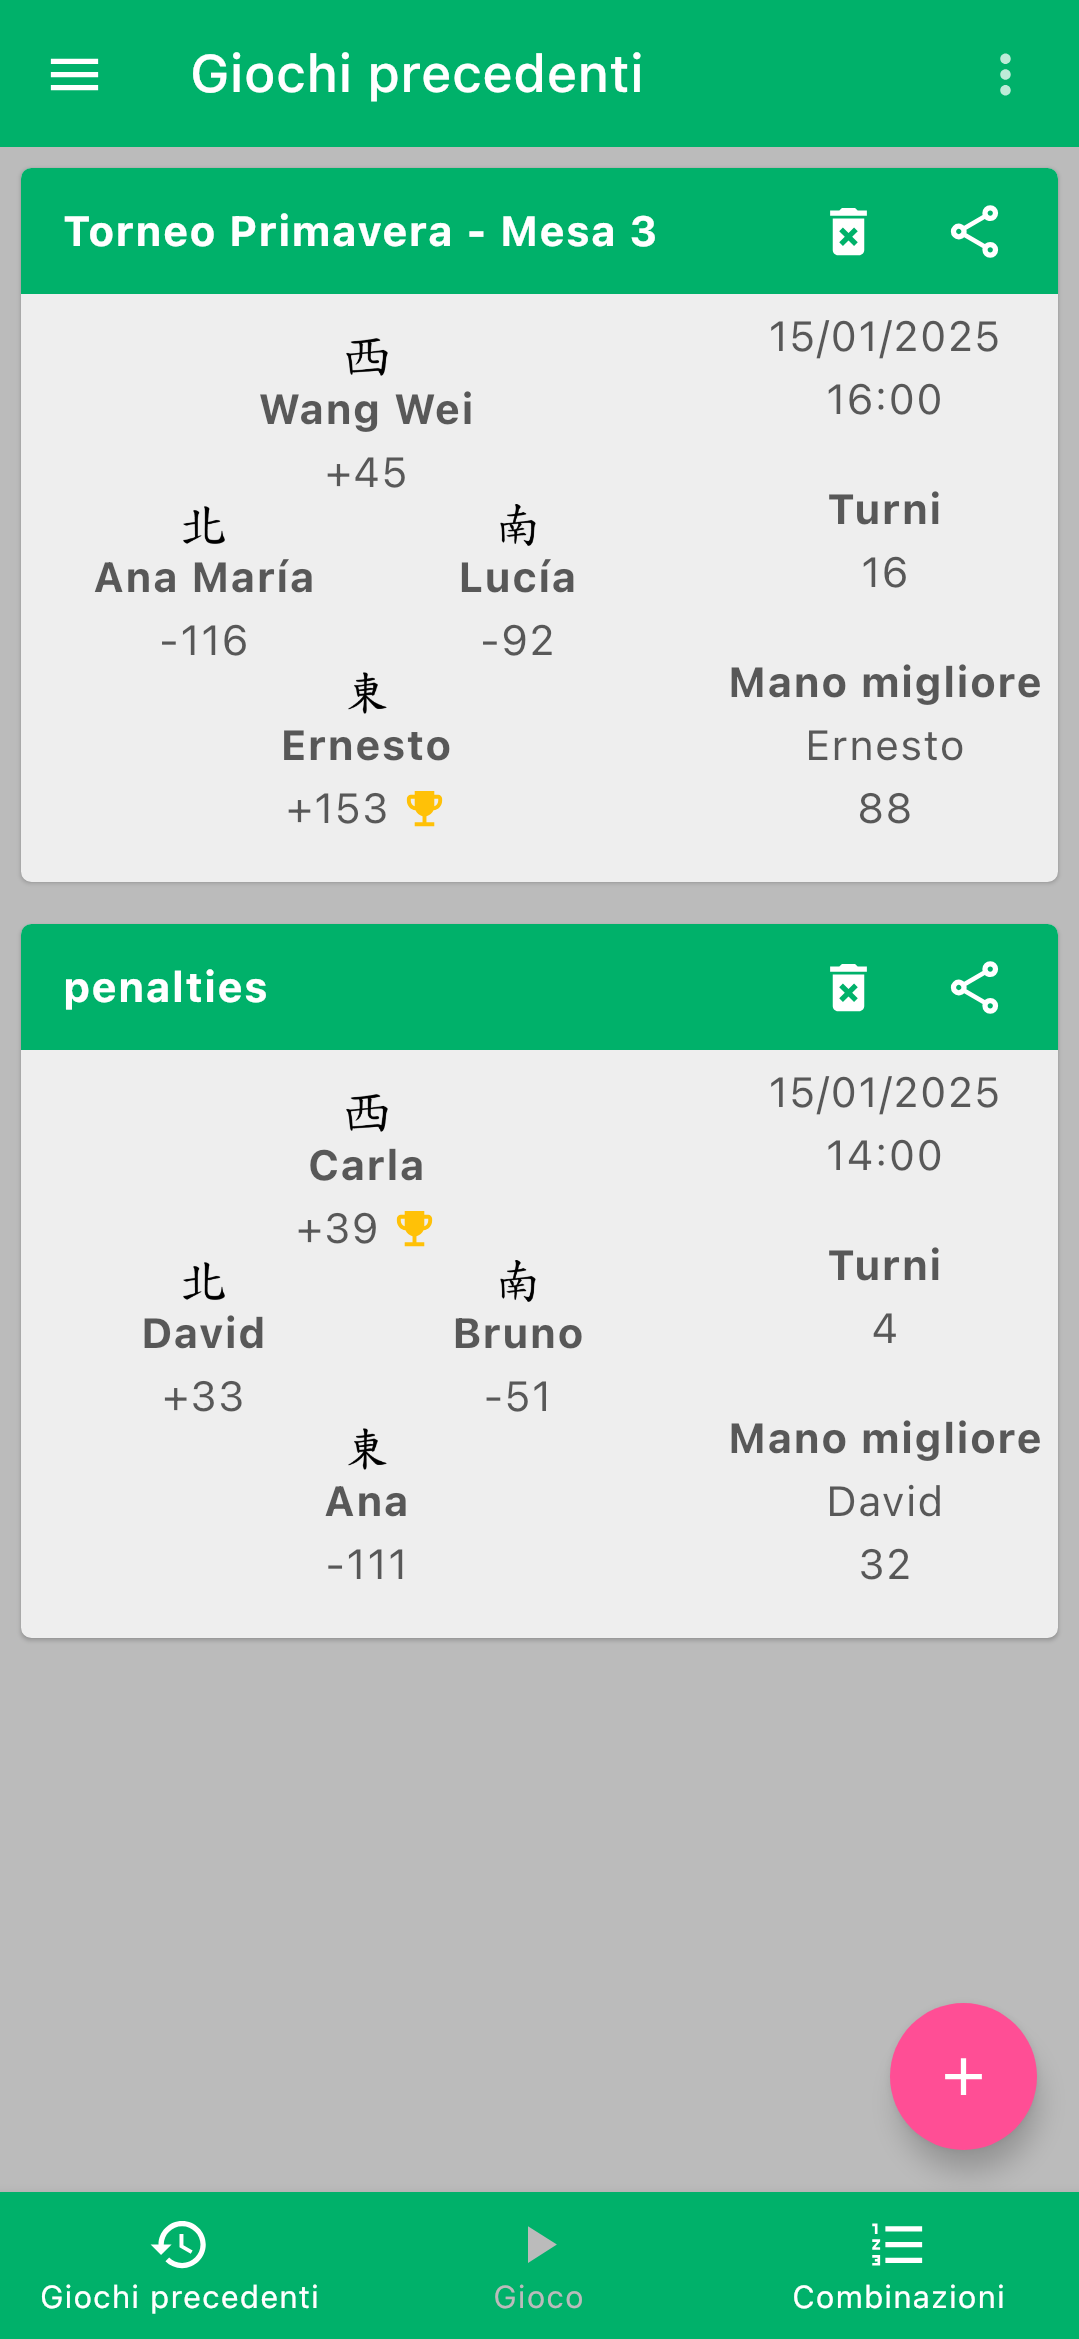 Giochi precedenti
Torneo Primavera - Mesa 3
西
Wang Wei
+45
北
Ana María
-116
南
Lucía
-92
東
Ernesto
+153
15/01/2025
16:00
Turni
16
Mano migliore
Ernesto
88
penalties
西
Carla
+39
北
David
+33
南
Bruno
-51
東
Ana
-111
15/01/2025
14:00
Turni
4
Mano migliore
David
32
Giochi precedenti
Gioco
Combinazioni